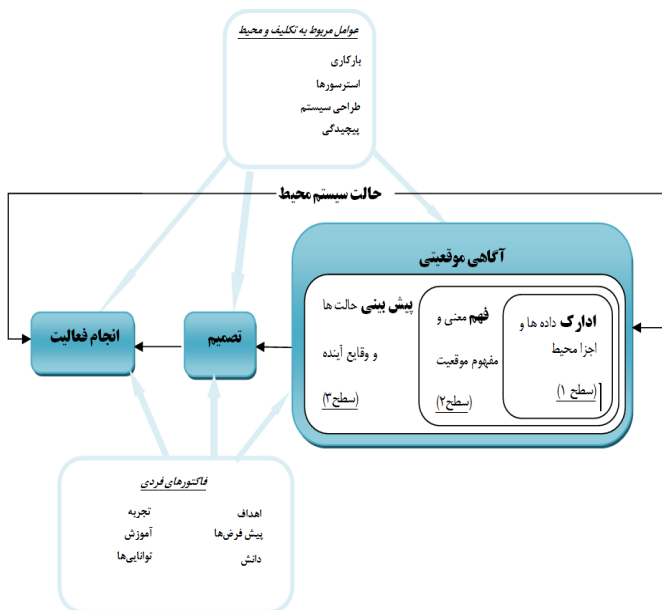 عوامل مربوط به تکلیف و محیط
بارکاری
استرسورها
طراحی سیستم
پیچیدگی
حالت سیستم محیط
آگاهی موقعیتی
ادارک داده ها و
اجزا محیط
(سطح ۱)
فهم معنی و
مفهوم موقعیت
(سطح۲)
پیش بینی حالت ها
و وقایع آینده
(سطح۳)
تصمیم
انجام فعالیت
فاکتورهای فردی
اهداف
پیش فرض‌ها
دانش
تجربه
آموزش
توانایی‌ها